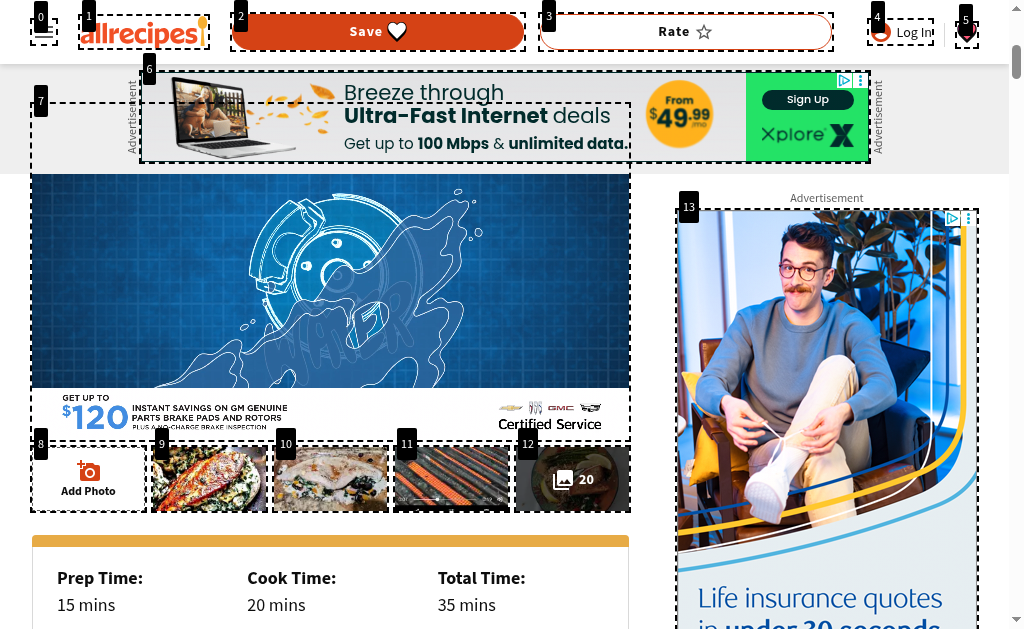 allrecipes
Save
Rate
Log In
Advertisement
Breeze through
Ultra-Fast Internet deals
Get up to 100 Mbps & unlimited data.
From
$49.99
/mo
Sign Up
Xplore X
Advertisement
GET UP TO
$120
INSTANT SAVINGS ON GM GENUINE
PARTS BRAKE PADS AND ROTORS
PLUS A NO-CHARGE BRAKE INSPECTION.
GMC
Certified Service
Add Photo
20
Prep Time:
15 mins
Cook Time:
20 mins
Total Time:
35 mins
Advertisement
Life insurance quotes
in under 30 seconds
0
1
2
3
4
5
6
7
8
9
10
11
12
13